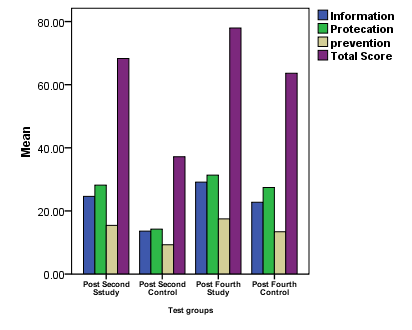 Information
Protecation
prevention
Total Score
80.00
60.00
40.00
20.00
0.00
Mean
Post Second
Sstudy
Post Second
Control
Post Fourth
Study
Post Fourth
Control
Test groups